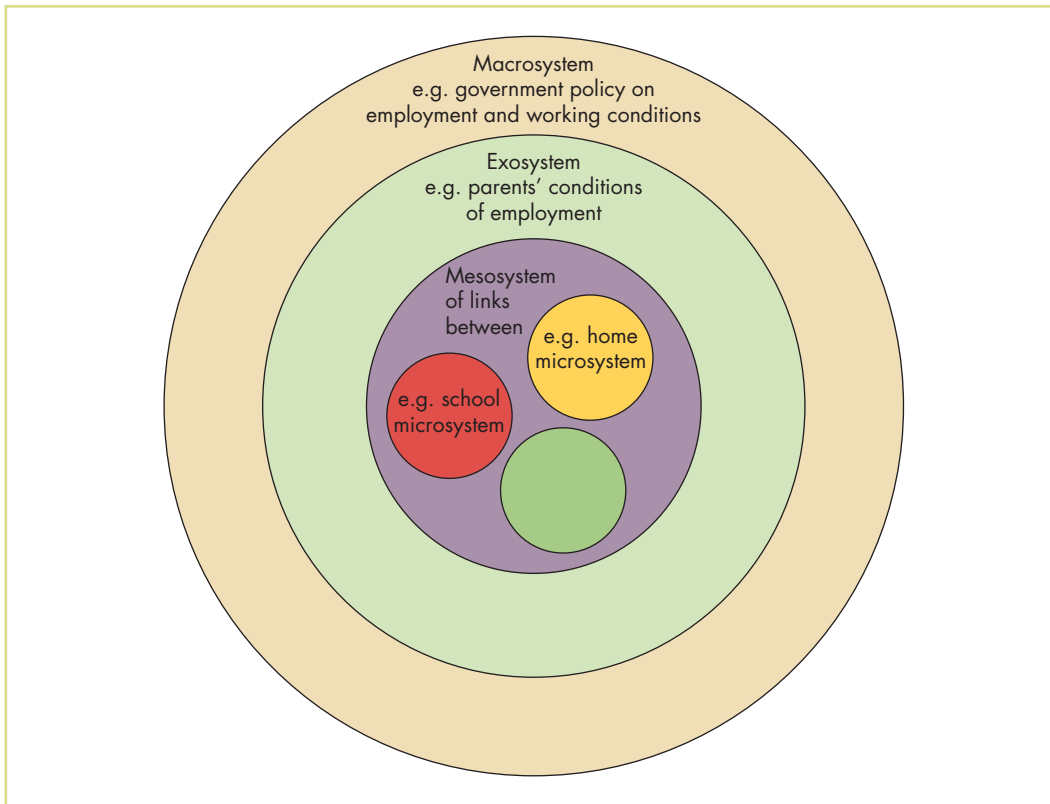 Macrosystem
e.g. government policy on
employment and working conditions
Exosystem
e.g. parents’ conditions
of employment
Mesosystem
of links
between
e.g. home
microsystem
e.g. school
microsystem